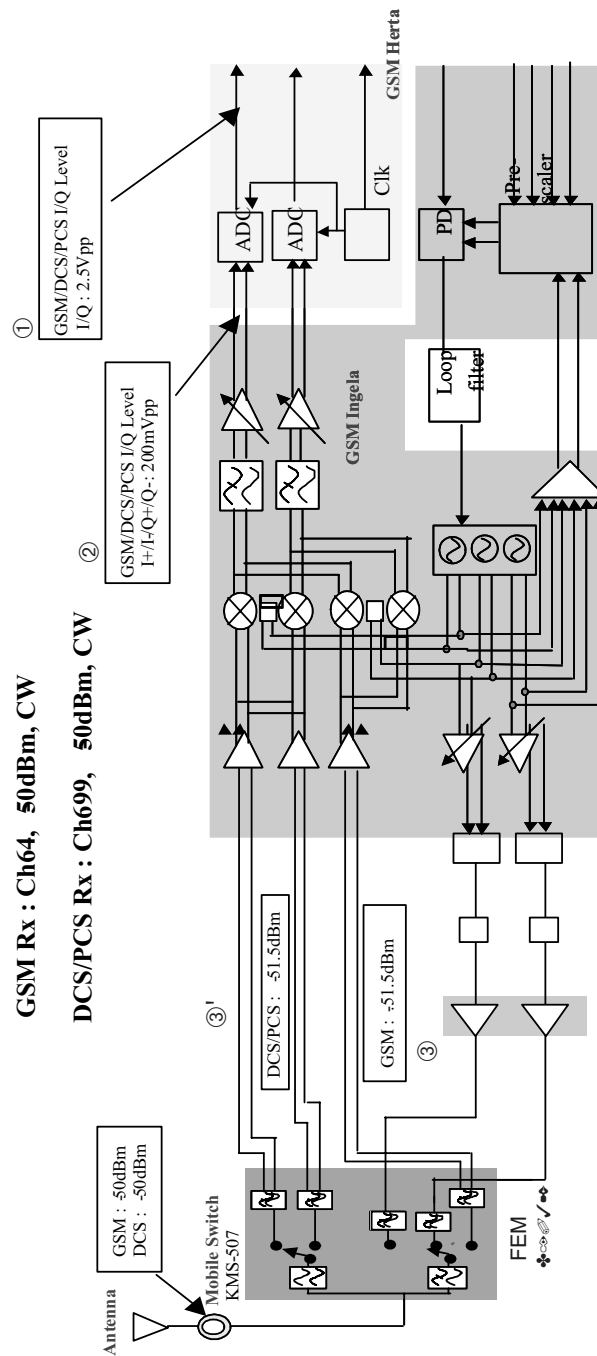 GSM Rx : Ch64, -50dBm, CW
DCS/PCS Rx : Ch699, -50dBm, CW
①
GSM/DCS/PCS I/Q Level
I/Q : 2.5Vpp
②
GSM/DCS/PCS I/Q Level
I+/I-/Q+/Q-: 200mVpp
GSM : -50dBm
DCS : -50dBm
Antenna
Mobile Switch
KMS-507
③'
DCS/PCS : -51.5dBm
GSM : -51.5dBm
③
FEM
GSM Ingela
GSM Herta
ADC
ADC
Clk
PD
Pre-
scaler
Loop
filter